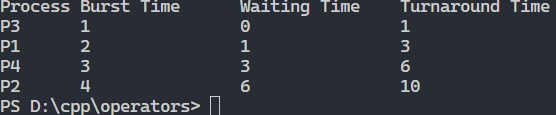 Process Burst Time Waiting Time Turnaround Time
P3 1 0 1
P1 2 1 3
P4 3 3 6
P2 4 6 10
PS D:\cpp\operators>